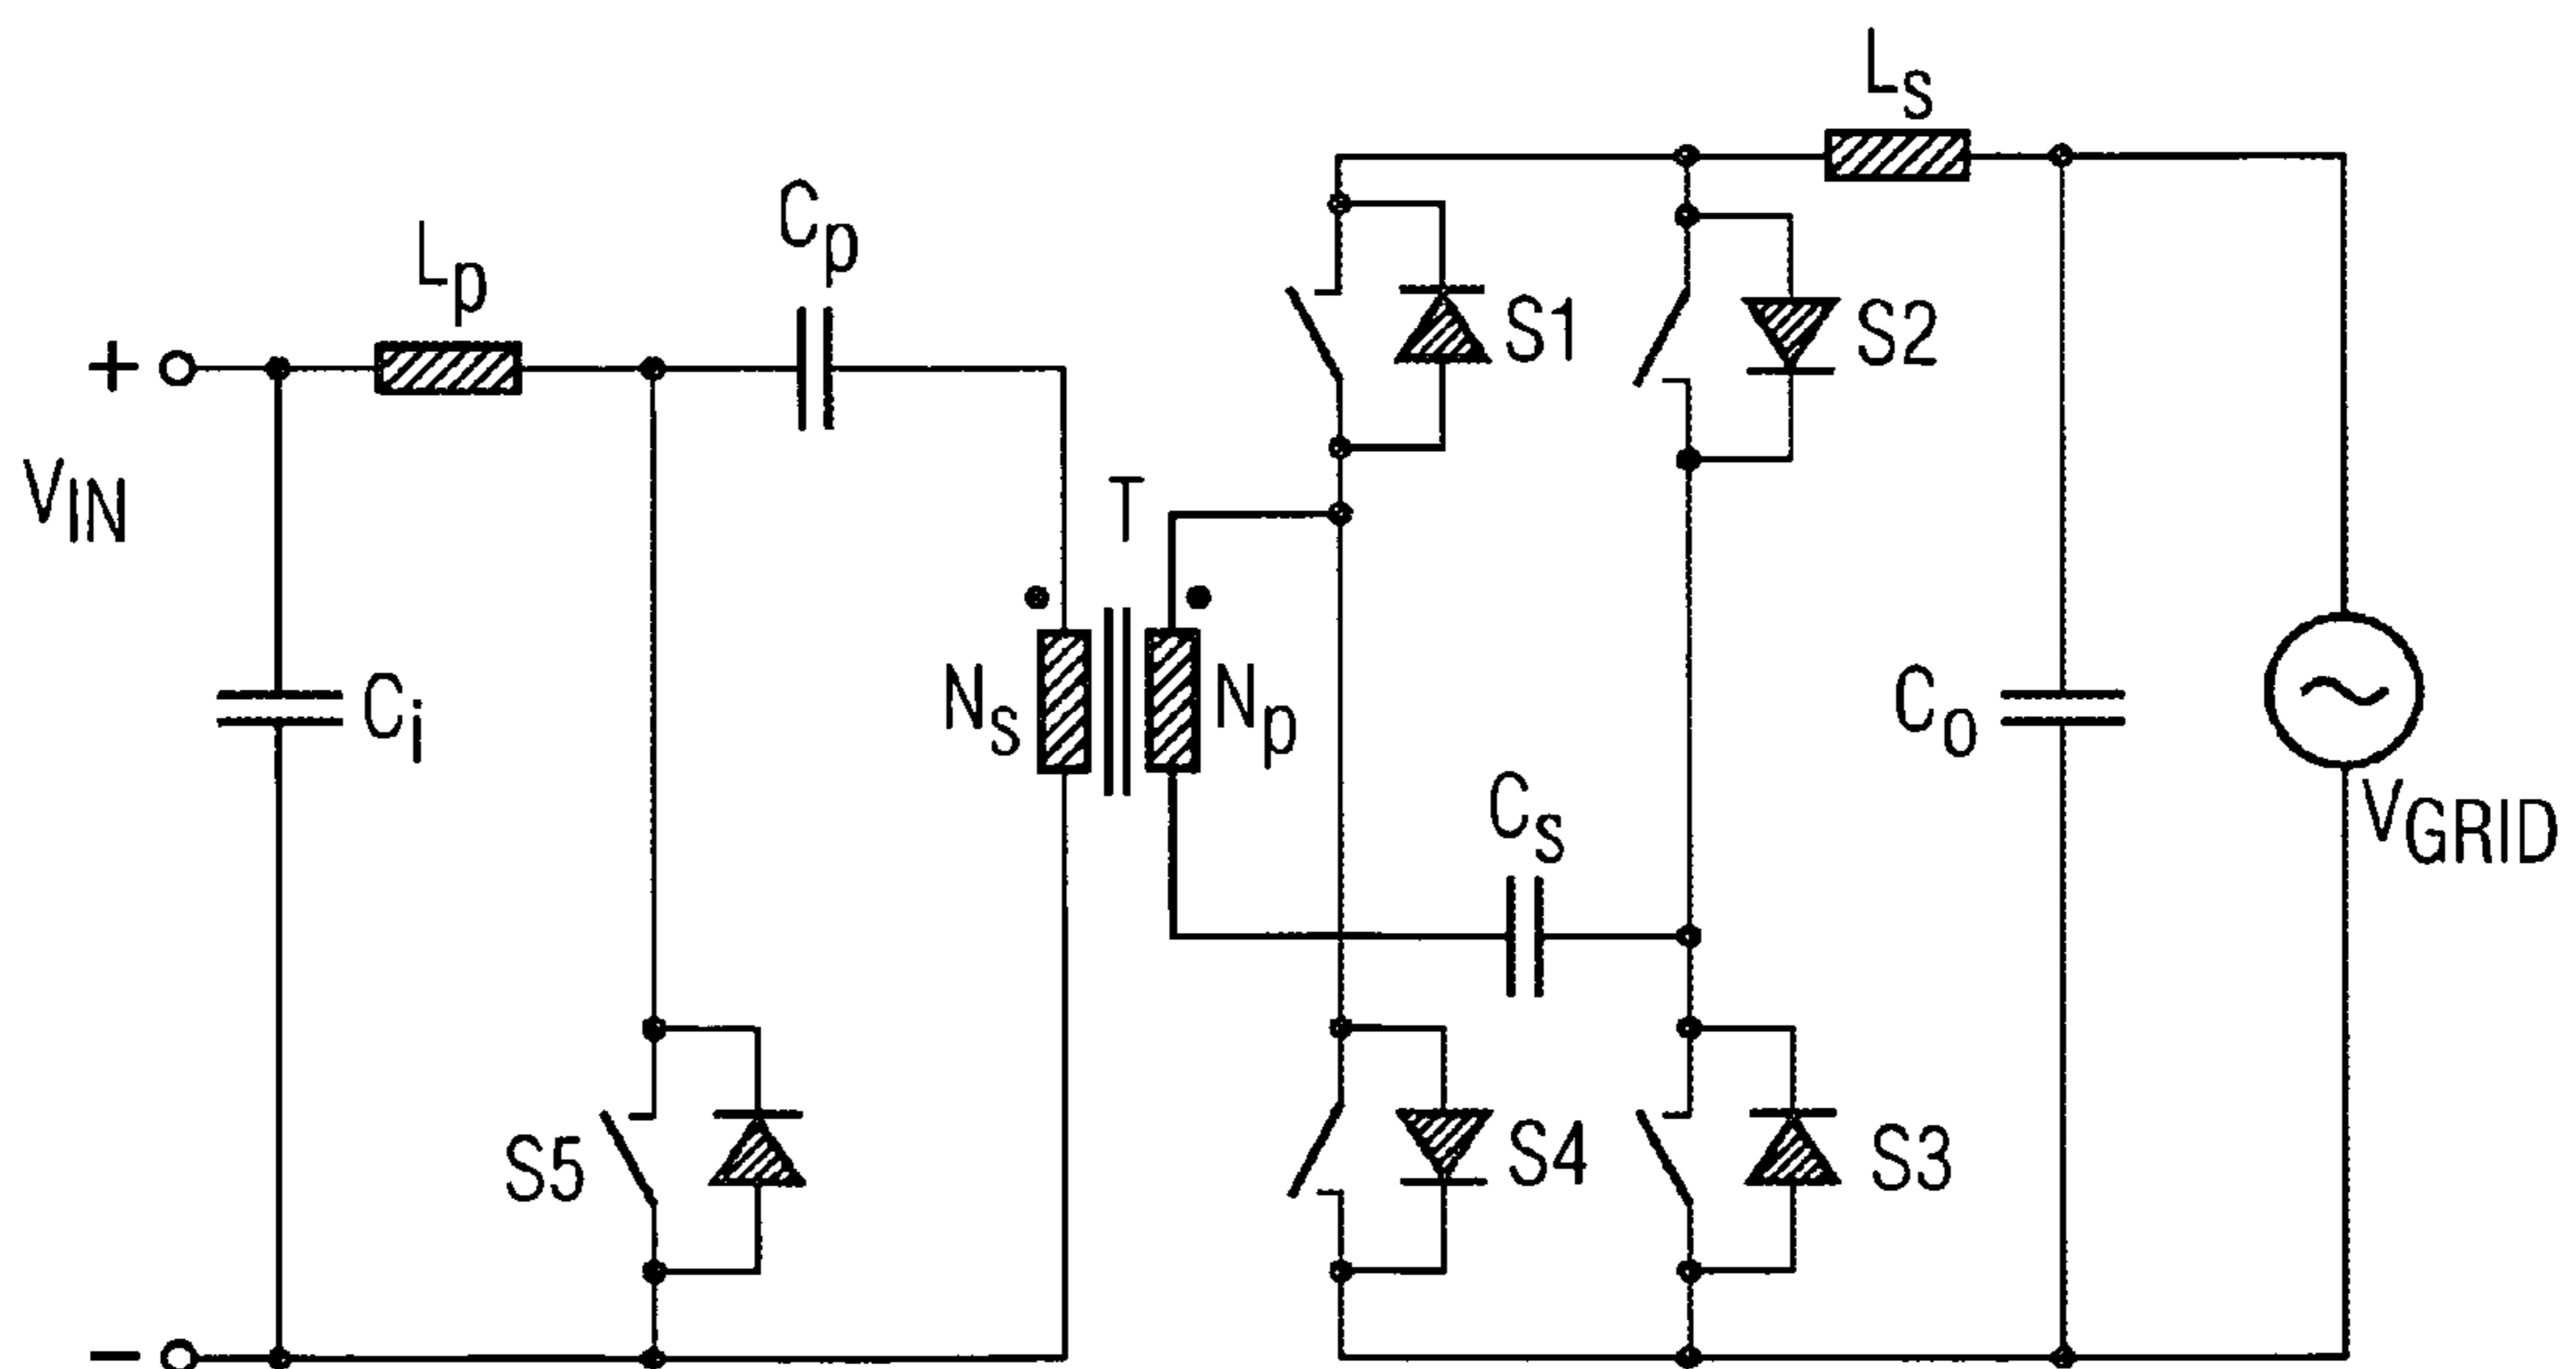 Ls
Cp
Lp
S1
S2
+
VIN
T
Ci
Ns
Np
Co
Cs
VGRID
S5
S4
S3
−